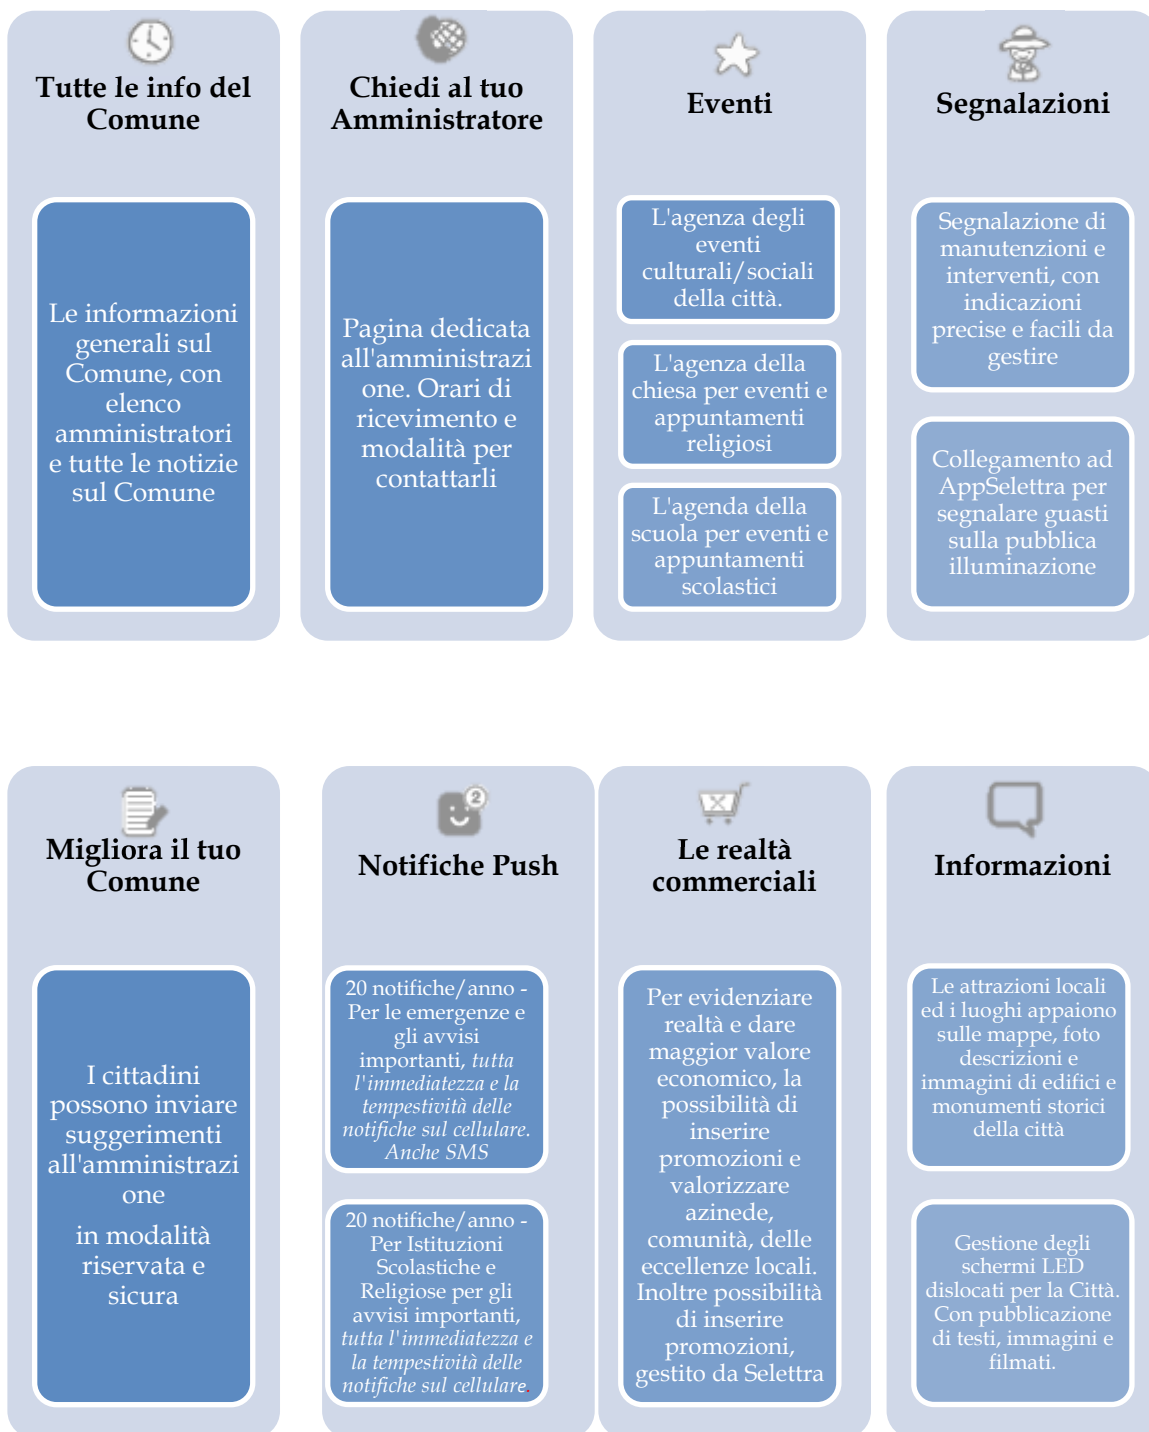 Tutte le info del
Comune
Le informazioni
generali sul
Comune, con
elenco
amministratori
e tutte le notizie
sul Comune
Chiedi al tuo
Amministratore
Pagina dedicata
all'amministrazi
one. Orari di
ricevimento e
modalità per
contattarli
Eventi
L'agenza degli
eventi
culturali/sociali
della città.
L'agenza della
chiesa per eventi e
appuntamenti
religiosi
L'agenda della
scuola per eventi e
appuntamenti
scolastici
Segnalazioni
Segnalazione di
manutenzioni e
interventi, con
indicazioni
precise e facili da
gestire
Collegamento ad
AppSelettra per
segnalare guasti
sulla pubblica
illuminazione
Migliora il tuo
Comune
I cittadini
possono inviare
suggerimenti
all'amministrazi
one
in modalità
riservata e
sicura
2
Notifiche Push
20 notifiche/anno -
Per le emergenze e
gli avvisi
importanti, tutta
l'immediatezza e la
tempestività delle
notifiche sul cellulare.
Anche SMS
20 notifiche/anno -
Per Istituzioni
Scolastiche e
Religiose per gli
avvisi importanti,
tutta l'immediatezza e
la tempestività delle
notifiche sul cellulare.
Le realtà
commerciali
Per evidenziare
realtà e dare
maggior valore
economico, la
possibilità di
inserire
promozioni e
valorizzare
azinede,
comunità, delle
eccellenze locali.
Inoltre possibilità
di inserire
promozioni,
gestito da Selettra
Informazioni
Le attrazioni locali
ed i luoghi appaiono
sulle mappe, foto
descrizioni e
immagini di edifici e
monumenti storici
della città
Gestione degli
schermi LED
dislocati per la Città.
Con pubblicazione
di testi, immagini e
filmati.